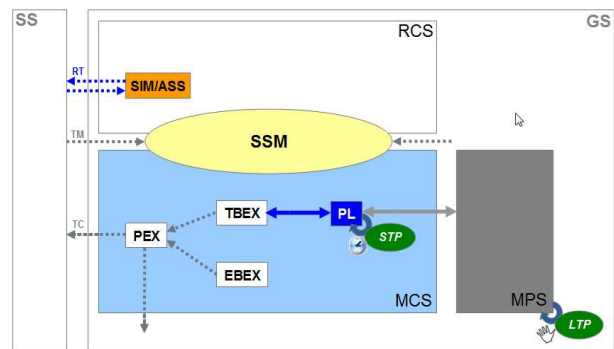 SS
GS
RCS
RT
SIM/ASS
TM
SSM
TBEX
PL
TC
PEX
STP
EBEX
MCS
MPS
LTP